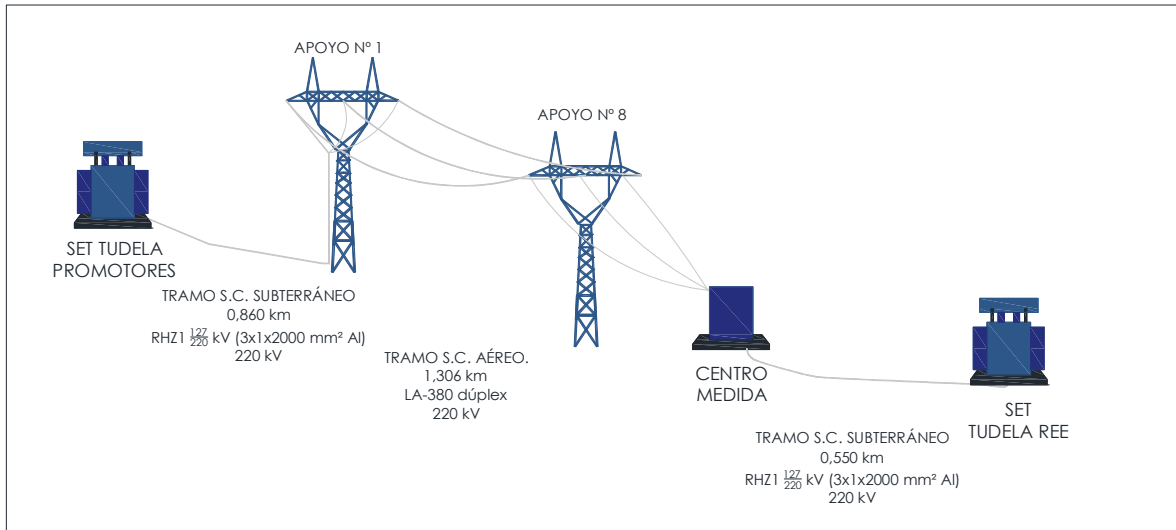 APOYO Nº 1
APOYO Nº 8
SET TUDELA
PROMOTORES
TRAMO S.C. SUBTERRÁNEO
0,860 km
RHZ1 127/220 kV (3x1x2000 mm² Al)
220 kV
TRAMO S.C. AÉREO.
1,306 km
LA-380 dúplex
220 kV
CENTRO
MEDIDA
SET
TUDELA REE
TRAMO S.C. SUBTERRÁNEO
0,550 km
RHZ1 127/220 kV (3x1x2000 mm² Al)
220 kV